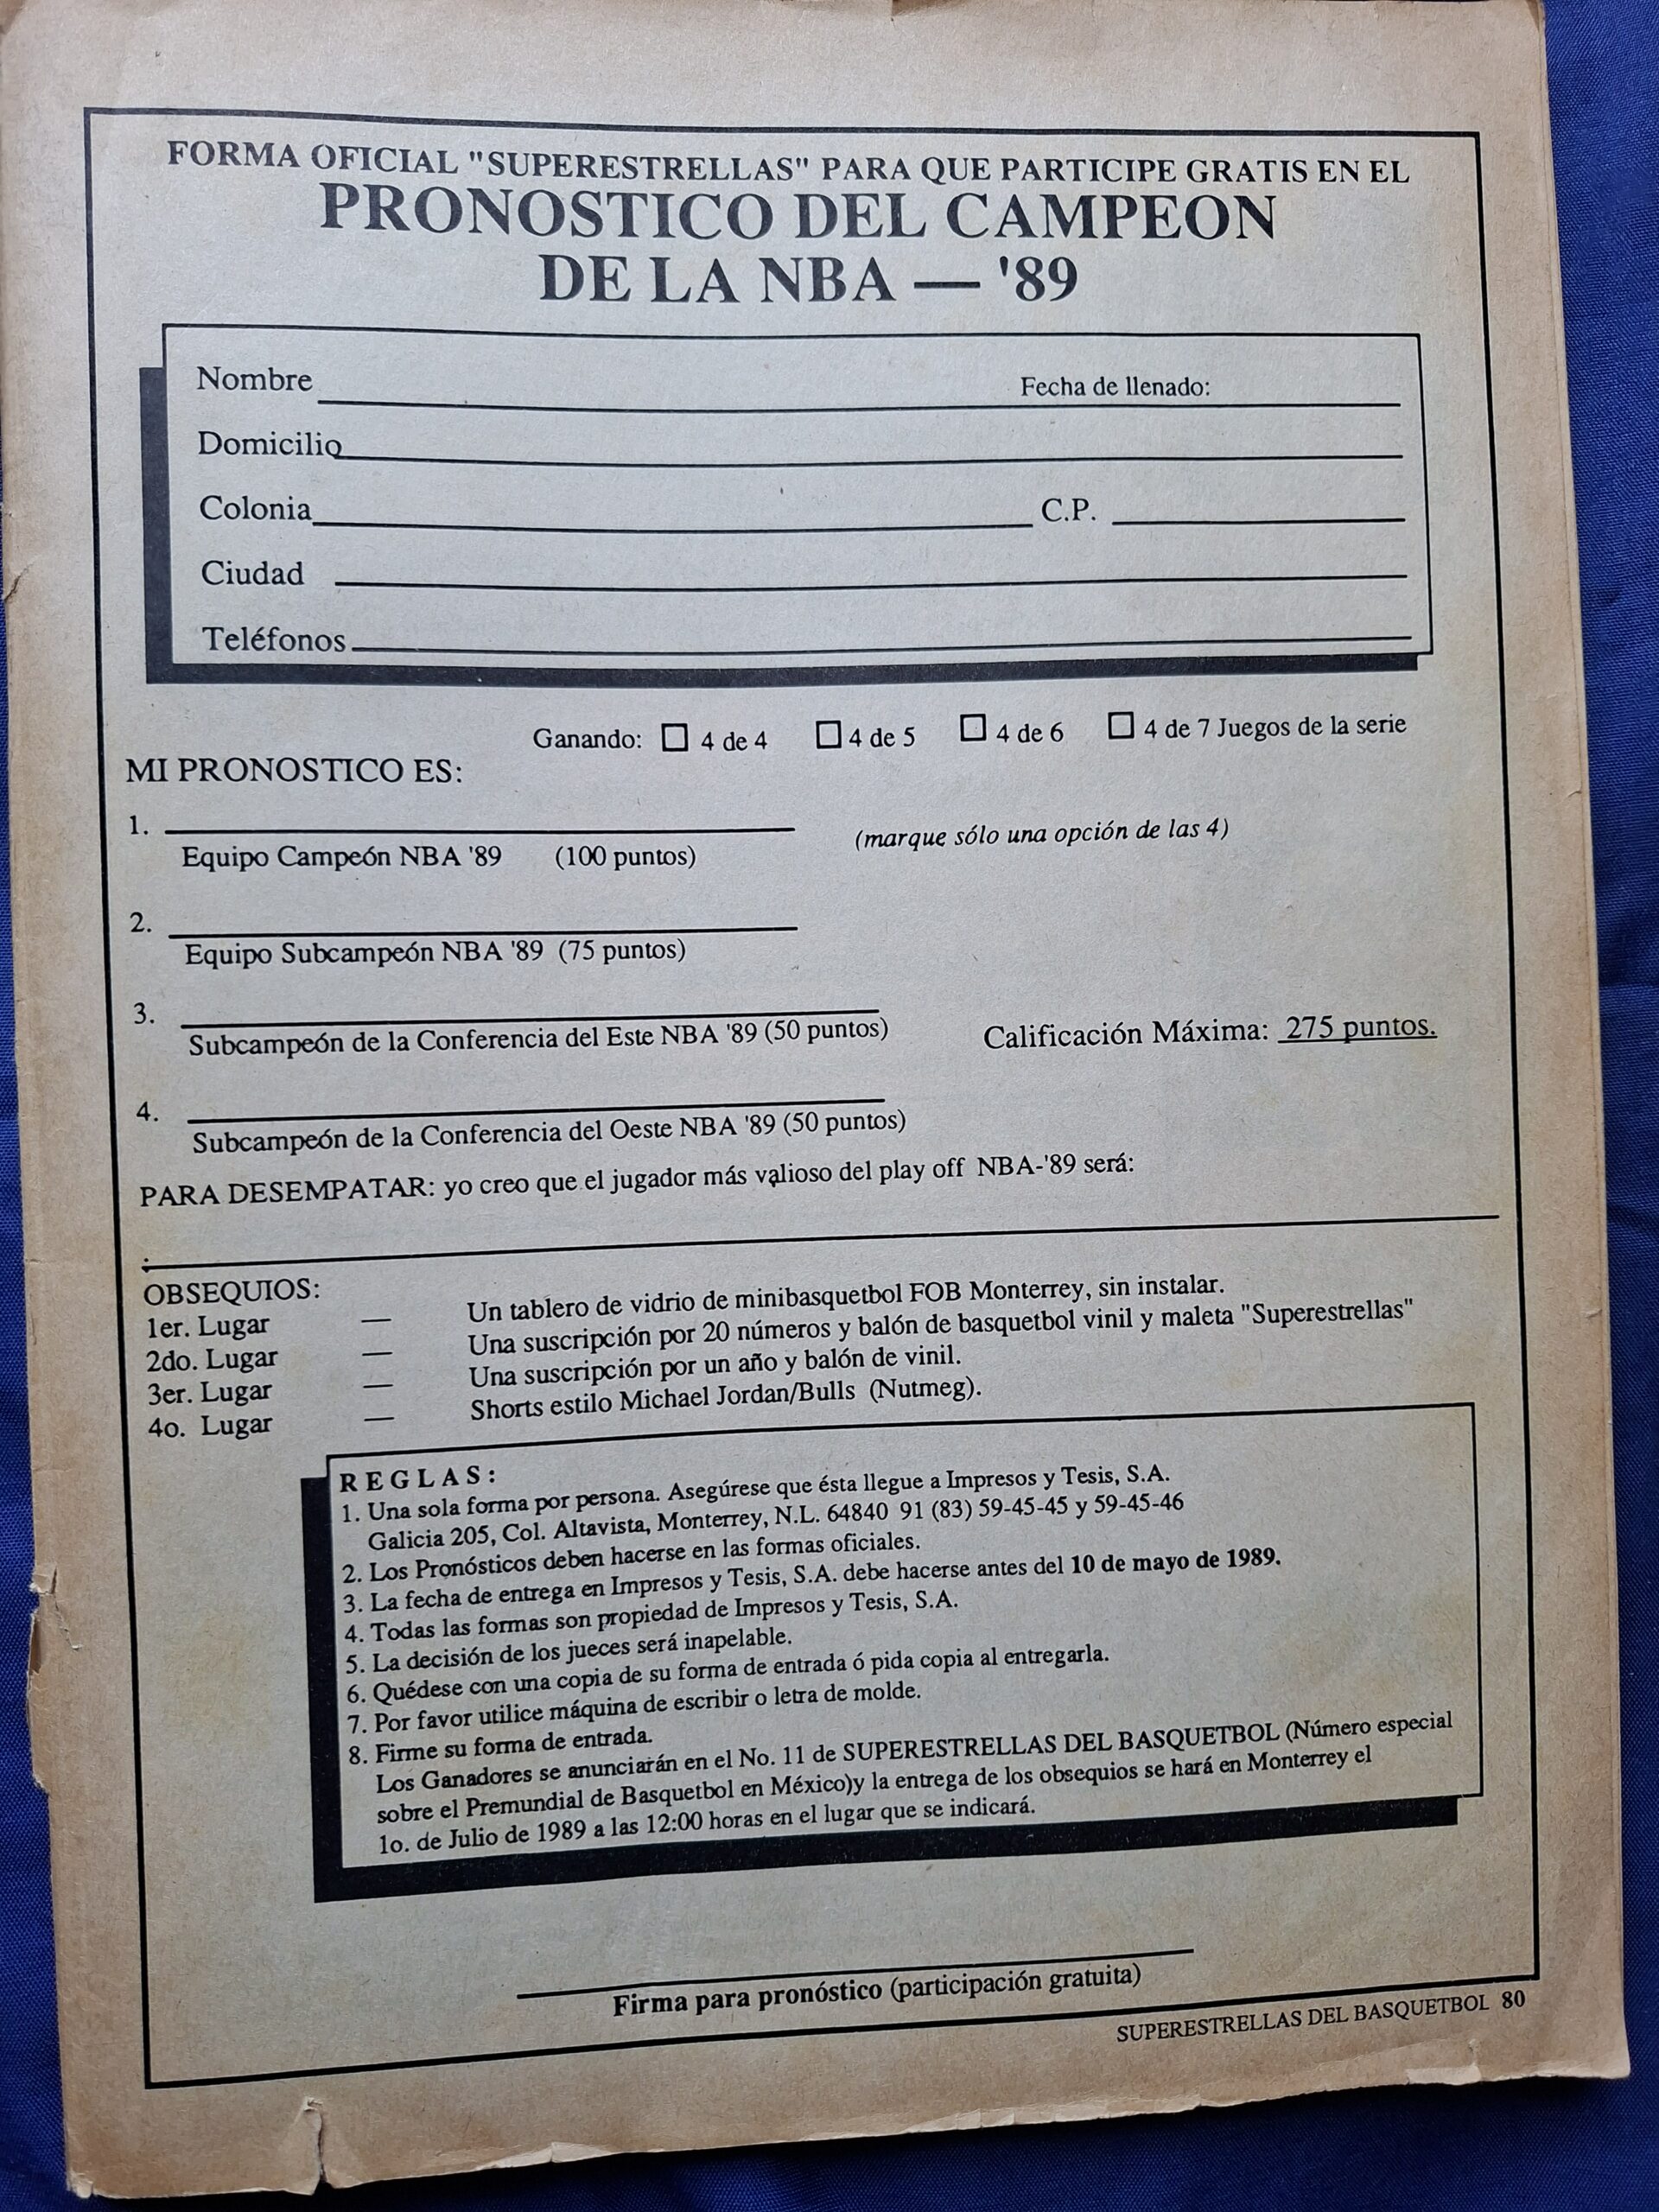 FORMA OFICIAL "SUPERESTRELLAS" PARA QUE PARTICIPE GRATIS EN EL
PRONOSTICO DEL CAMPEON
DE LA NBA — '89
Nombre Fecha de llenado:
Domicilio
Colonia C.P.
Ciudad
Teléfonos
Ganando: 4 de 4 4 de 5 4 de 6 4 de 7 Juegos de la serie
MI PRONOSTICO ES:
1.
(marque sólo una opción de las 4)
Equipo Campeón NBA '89 (100 puntos)
2.
Equipo Subcampeón NBA '89 (75 puntos)
3.
Subcampeón de la Conferencia del Este NBA '89 (50 puntos) Calificación Máxima: 275 puntos.
4.
Subcampeón de la Conferencia del Oeste NBA '89 (50 puntos)
PARA DESEMPATAR: yo creo que el jugador más valioso del play off NBA-'89 será:
OBSEQUIOS:
1er. Lugar — Un tablero de vidrio de minibasquetbol FOB Monterrey, sin instalar.
2do. Lugar — Una suscripción por 20 números y balón de basquetbol vinil y maleta "Superestrellas"
3er. Lugar — Una suscripción por un año y balón de vinil.
4o. Lugar — Shorts estilo Michael Jordan/Bulls (Nutmeg).
REGLAS:
1. Una sola forma por persona. Asegúrese que ésta llegue a Impresos y Tesis, S.A.
Galicia 205, Col. Altavista, Monterrey, N.L. 64840 91 (83) 59-45-45 y 59-45-46
2. Los Pronósticos deben hacerse en las formas oficiales.
3. La fecha de entrega en Impresos y Tesis, S.A. debe hacerse antes del 10 de mayo de 1989.
4. Todas las formas son propiedad de Impresos y Tesis, S.A.
5. La decisión de los jueces será inapelable.
6. Quédese con una copia de su forma de entrada ó pida copia al entregarla.
7. Por favor utilice máquina de escribir o letra de molde.
8. Firme su forma de entrada.
Los Ganadores se anunciarán en el No. 11 de SUPERESTRELLAS DEL BASQUETBOL (Número especial
sobre el Premundial de Basquetbol en México)y la entrega de los obsequios se hará en Monterrey el
1o. de Julio de 1989 a las 12:00 horas en el lugar que se indicará.
Firma para pronóstico (participación gratuita)
SUPERESTRELLAS DEL BASQUETBOL 80